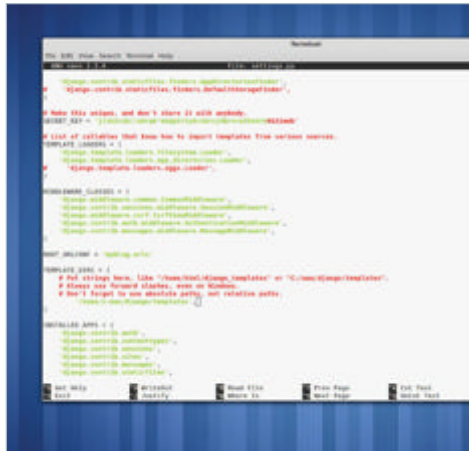 Terminal
File Edit View Search Terminal Help
GNU nano 2.2.6 File: settings.py
'django.contrib.staticfiles.finders.AppDirectoriesFinder',
# 'django.contrib.staticfiles.finders.DefaultStorageFinder',
)
# Make this unique, and don't share it with anybody.
SECRET_KEY =
# List of callables that know how to import templates from various sources.
TEMPLATE_LOADERS = (
'django.template.loaders.filesystem.Loader',
'django.template.loaders.app_directories.Loader',
# 'django.template.loaders.eggs.Loader',
)
MIDDLEWARE_CLASSES = (
'django.middleware.common.CommonMiddleware',
'django.contrib.sessions.middleware.SessionMiddleware',
'django.middleware.csrf.CsrfViewMiddleware',
'django.contrib.auth.middleware.AuthenticationMiddleware',
'django.contrib.messages.middleware.MessageMiddleware',
)
ROOT_URLCONF =
TEMPLATE_DIRS = (
# Put strings here, like "/home/html/django_templates" or "C:/www/django/templates".
# Always use forward slashes, even on Windows.
# Don't forget to use absolute paths, not relative paths.
)
INSTALLED_APPS = (
'django.contrib.auth',
'django.contrib.contenttypes',
'django.contrib.sessions',
'django.contrib.sites',
'django.contrib.messages',
'django.contrib.staticfiles',
Get Help WriteOut Read File Prev Page Cut Text
Exit Justify Where Is Next Page UnCut Text